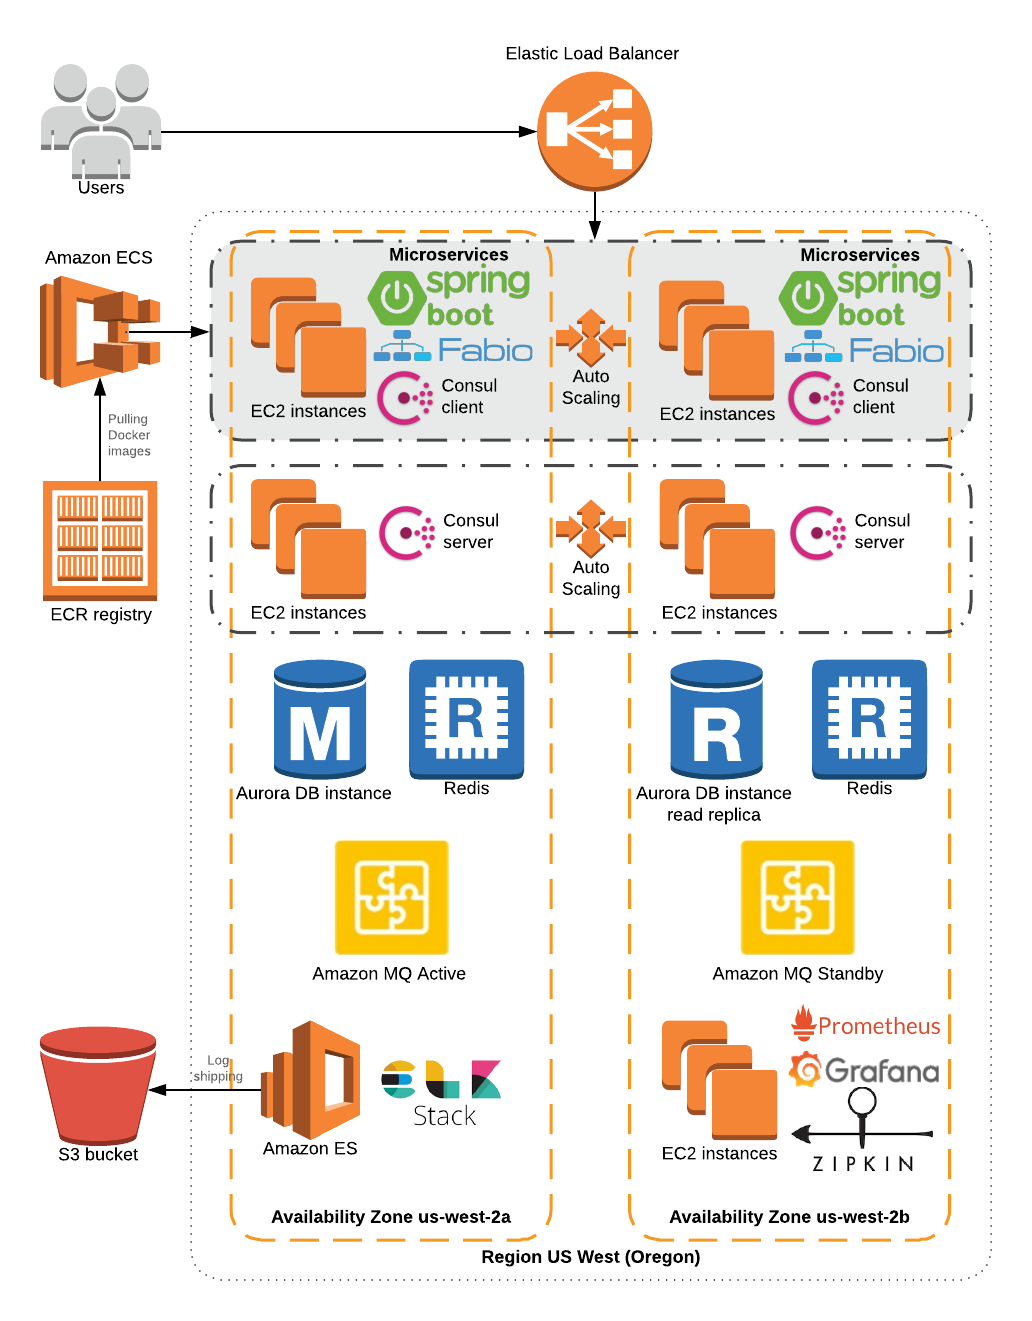 Elastic Load Balancer
Users
Amazon ECS
Pulling
Docker
images
ECR registry
Microservices
spring
boot
Fabio
Consul
client
EC2 instances
Auto
Scaling
Microservices
spring
boot
Fabio
Consul
client
EC2 instances
Consul
server
EC2 instances
Auto
Scaling
Consul
server
EC2 instances
M
Aurora DB instance
R
Redis
R
Aurora DB instance
read replica
R
Redis
Amazon MQ Active
Amazon MQ Standby
S3 bucket
Log
shipping
Amazon ES
ELK
Stack
EC2 instances
Prometheus
Grafana
ZIPKIN
Availability Zone us-west-2a
Availability Zone us-west-2b
Region US West (Oregon)